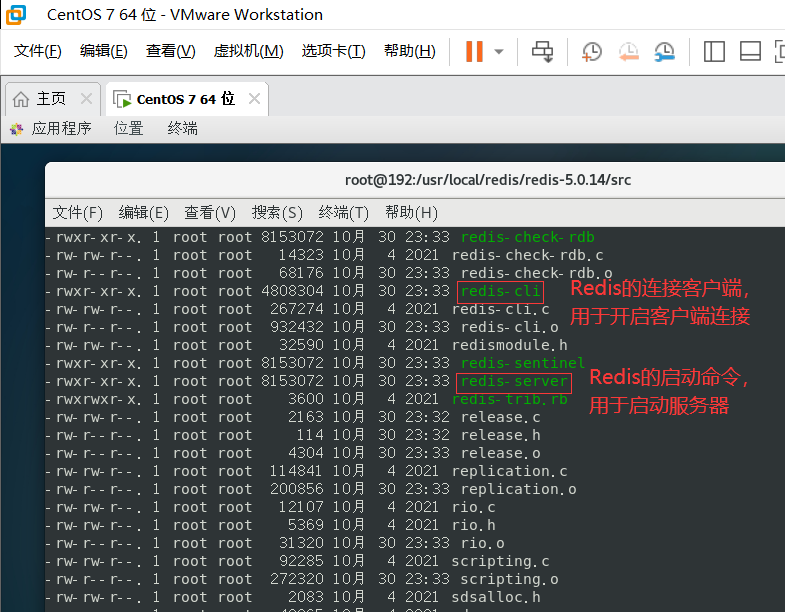 CentOS 7 64 位 - VMware Workstation
文件(F) 编辑(E) 查看(V) 虚拟机(M) 选项卡(T) 帮助(H)
主页 CentOS 7 64 位
应用程序 位置 终端
root@192:/usr/local/redis/redis-5.0.14/src
文件(F) 编辑(E) 查看(V) 搜索(S) 终端(T) 帮助(H)
-rwxr-xr-x. 1 root root 8153072 10月 30 23:33 redis-check-rdb
-rw-rw-r--. 1 root root 14323 10月 4 2021 redis-check-rdb.c
-rw-r--r--. 1 root root 68176 10月 30 23:33 redis-check-rdb.o
-rwxr-xr-x. 1 root root 4808304 10月 30 23:33 redis-cli
Redis的连接客户端，
-rw-rw-r--. 1 root root 267274 10月 4 2021 redis-cli.c
用于开启客户端连接
-rw-r--r--. 1 root root 932432 10月 30 23:33 redis-cli.o
-rw-rw-r--. 1 root root 32590 10月 4 2021 redismodule.h
-rwxr-xr-x. 1 root root 8153072 10月 30 23:33 redis-sentinel
-rwxr-xr-x. 1 root root 8153072 10月 30 23:33 redis-server
Redis的启动命令，
-rwxrwxr-x. 1 root root 3600 10月 4 2021 redis-trib.rb
用于启动服务器
-rw-r--r--. 1 root root 2163 10月 30 23:32 release.c
-rw-r--r--. 1 root root 114 10月 30 23:32 release.h
-rw-r--r--. 1 root root 4304 10月 30 23:33 release.o
-rw-rw-r--. 1 root root 114841 10月 4 2021 replication.c
-rw-r--r--. 1 root root 200856 10月 30 23:33 replication.o
-rw-rw-r--. 1 root root 12107 10月 4 2021 rio.c
-rw-rw-r--. 1 root root 5369 10月 4 2021 rio.h
-rw-r--r--. 1 root root 31320 10月 30 23:33 rio.o
-rw-rw-r--. 1 root root 92285 10月 4 2021 scripting.c
-rw-r--r--. 1 root root 272320 10月 30 23:33 scripting.o
-rw-rw-r--. 1 root root 2083 10月 4 2021 sdsalloc.h